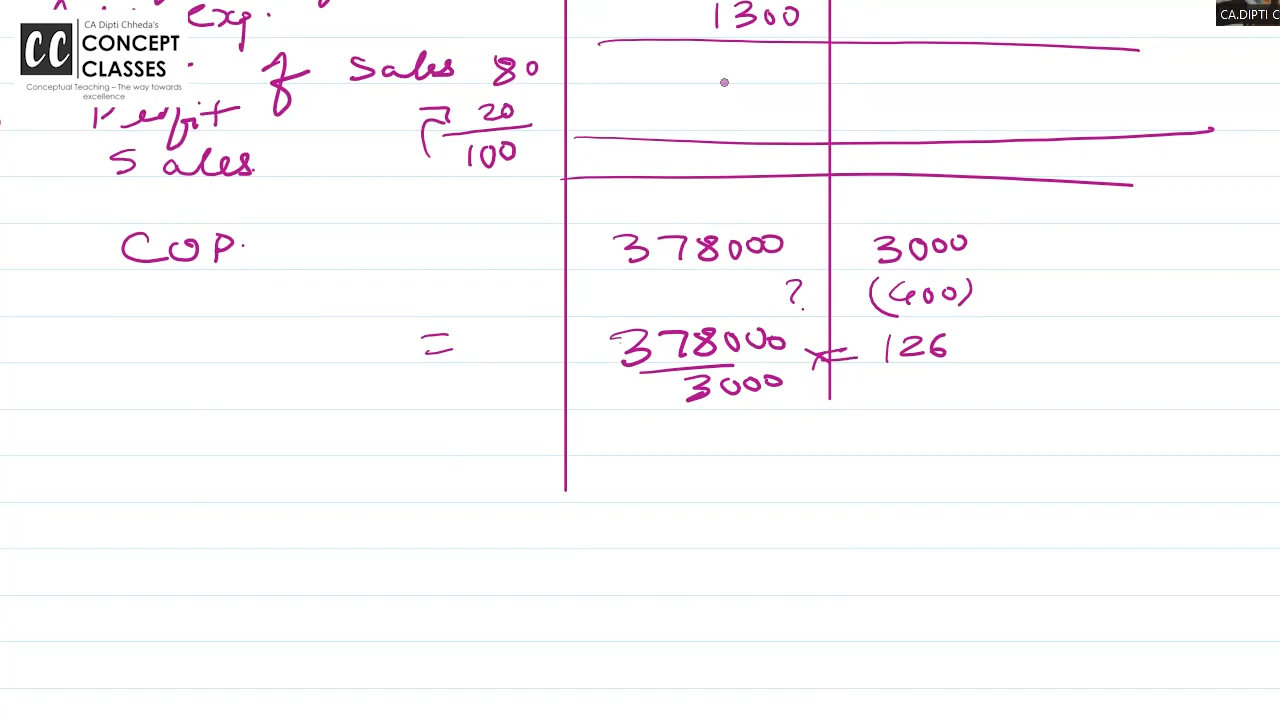 CA Dipti Chheda's
CC CONCEPT CLASSES
Conceptual Teaching – The way towards excellence
CA.DIPTI C
exp. 1300
of Sales 80
Profit 20
Sales. 100
COP. 378000 3000
? (400)
= 378000 = 126
3000